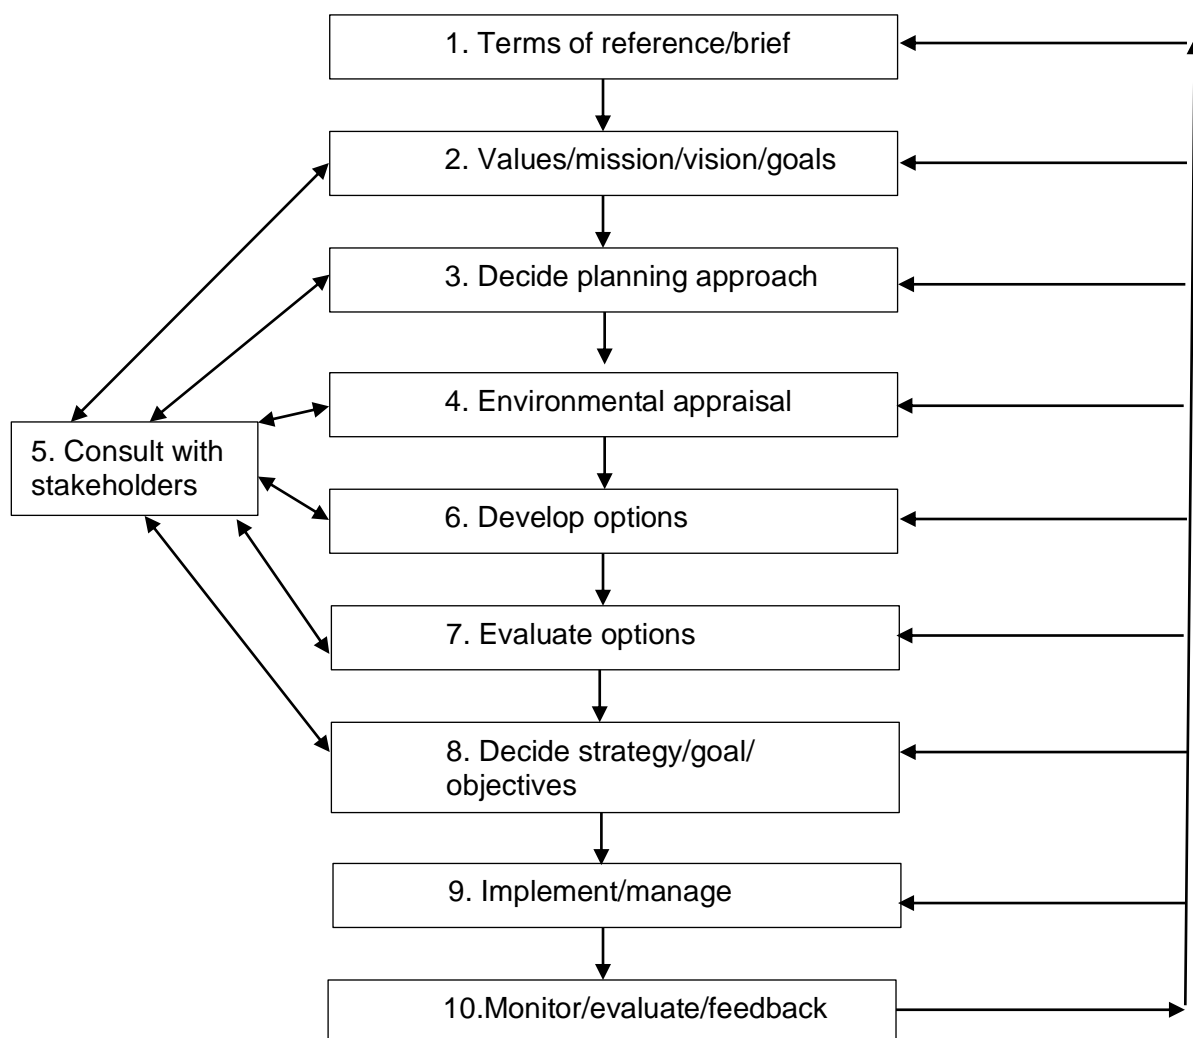 1. Terms of reference/brief
2. Values/mission/vision/goals
3. Decide planning approach
4. Environmental appraisal
5. Consult with
stakeholders
6. Develop options
7. Evaluate options
8. Decide strategy/goal/
objectives
9. Implement/manage
10.Monitor/evaluate/feedback